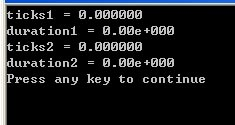 ticks1 = 0.000000
duration1 = 0.00e+000
ticks2 = 0.000000
duration2 = 0.00e+000
Press any key to continue